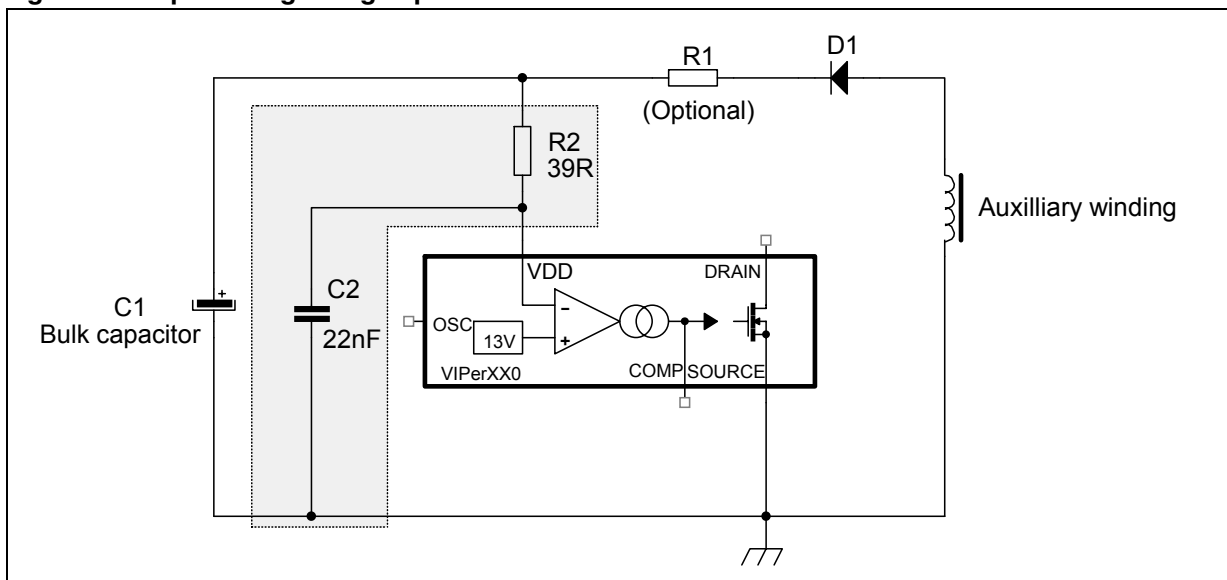 D1
R1
(Optional)
R2
39R
Auxilliary winding
VDD
DRAIN
C2
22nF
C1
Bulk capacitor
+
OSC
13V
−
+
VIPerXX0
COMP
SOURCE